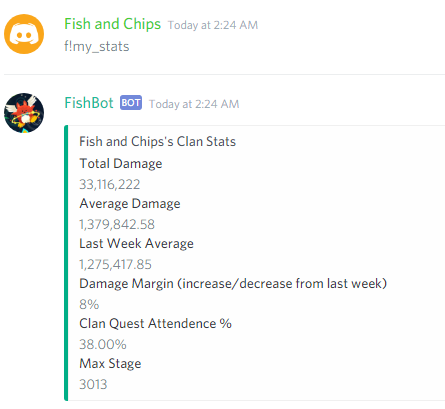 Fish and Chips Today at 2:24 AM
f!my_stats
FishBot BOT Today at 2:24 AM
Fish and Chips's Clan Stats
Total Damage
33,116,222
Average Damage
1,379,842.58
Last Week Average
1,275,417.85
Damage Margin (increase/decrease from last week)
8%
Clan Quest Attendence %
38.00%
Max Stage
3013